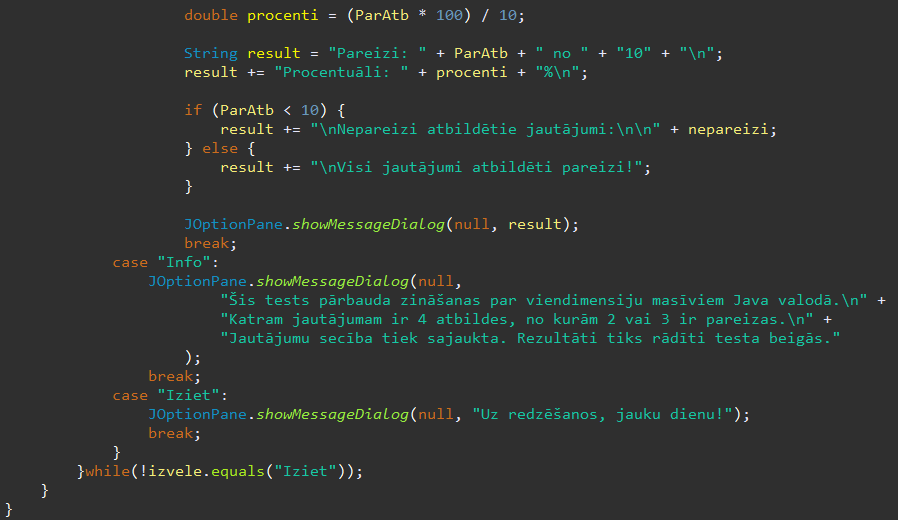 double procenti = (ParAtb * 100) / 10;
String result = "Pareizi: " + ParAtb + " no " + "10" + "\n";
result += "Procentuāli: " + procenti + "%\n";
if (ParAtb < 10) {
result += "\nNepareizi atbildētie jautājumi:\n\n" + nepareizi;
} else {
result += "\nVisi jautājumi atbildēti pareizi!";
}
JOptionPane.showMessageDialog(null, result);
break;
case "Info":
JOptionPane.showMessageDialog(null,
"Šis tests pārbauda zināšanas par viendimensiju masīviem Java valodā.\n" +
"Katram jautājumam ir 4 atbildes, no kurām 2 vai 3 ir pareizas.\n" +
"Jautājumu secība tiek sajaukta. Rezultāti tiks rādīti testa beigās."
);
break;
case "Iziet":
JOptionPane.showMessageDialog(null, "Uz redzēšanos, jauku dienu!");
break;
}
}while(!izvele.equals("Iziet"));
}
}